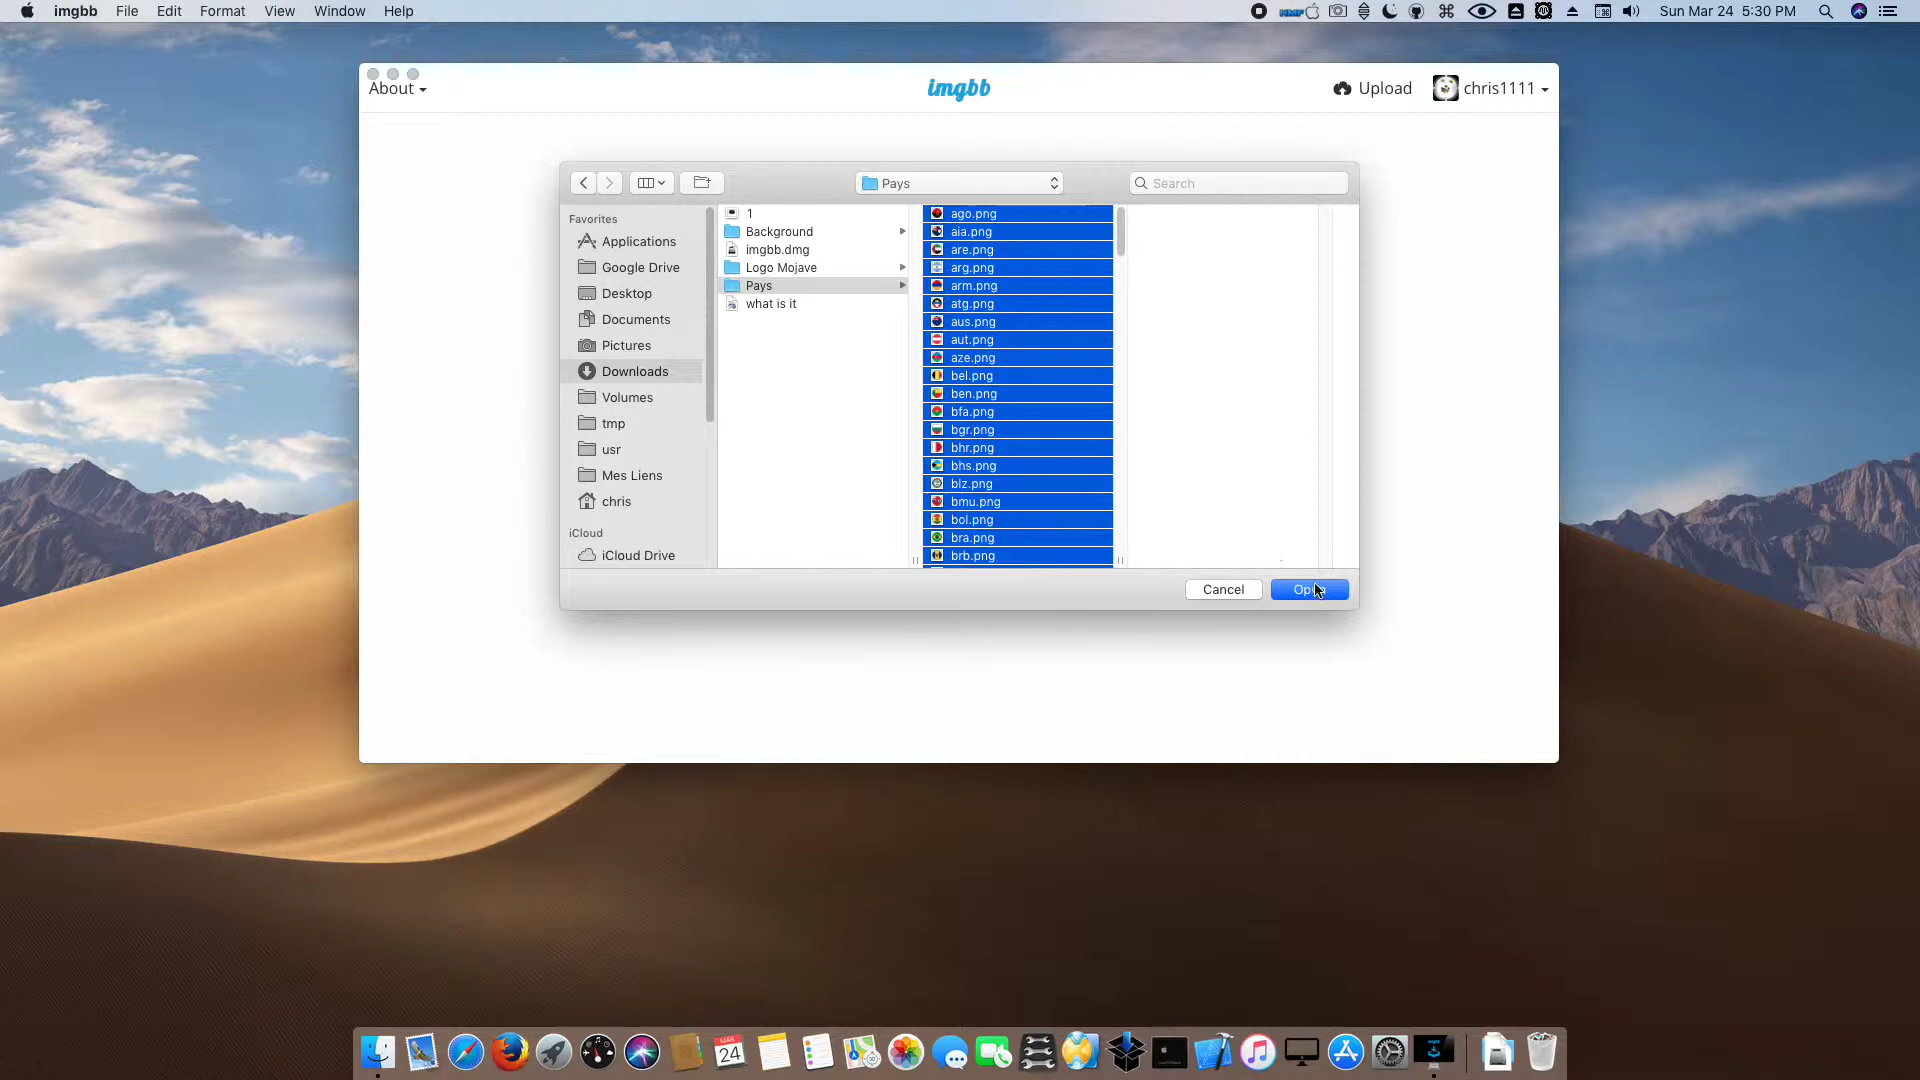 imgbb File Edit Format View Window Help
HMF
Sun Mar 24 5:30 PM
About
imgbb
Upload
chris1111
Pays
Search
Favorites
Applications
Google Drive
Desktop
Documents
Pictures
Downloads
Volumes
tmp
usr
Mes Liens
chris
iCloud
iCloud Drive
1
Background
imgbb.dmg
Logo Mojave
Pays
what is it
ago.png
aia.png
are.png
arg.png
arm.png
atg.png
aus.png
aut.png
aze.png
bel.png
ben.png
bfa.png
bgr.png
bhr.png
bhs.png
blz.png
bmu.png
bol.png
bra.png
brb.png
Cancel
MAR
24